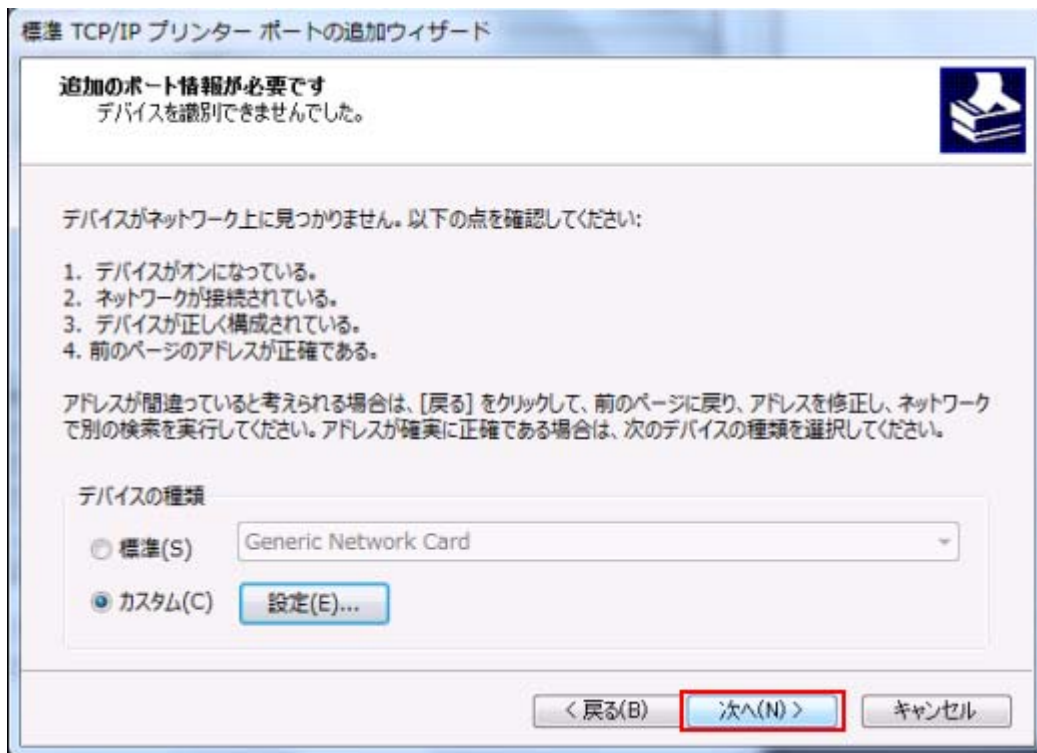 標準 TCP/IP プリンター ポートの追加ウィザード
追加のポート情報が必要です
デバイスを識別できませんでした。
デバイスがネットワーク上に見つかりません。以下の点を確認してください:
1. デバイスがオンになっている。
2. ネットワークが接続されている。
3. デバイスが正しく構成されている。
4. 前のページのアドレスが正確である。
アドレスが間違っていると考えられる場合は、[戻る] をクリックして、前のページに戻り、アドレスを修正し、ネットワーク
で別の検索を実行してください。アドレスが確実に正確である場合は、次のデバイスの種類を選択してください。
デバイスの種類
標準(S) Generic Network Card
カスタム(C) 設定(E)...
< 戻る(B) 次へ(N) > キャンセル